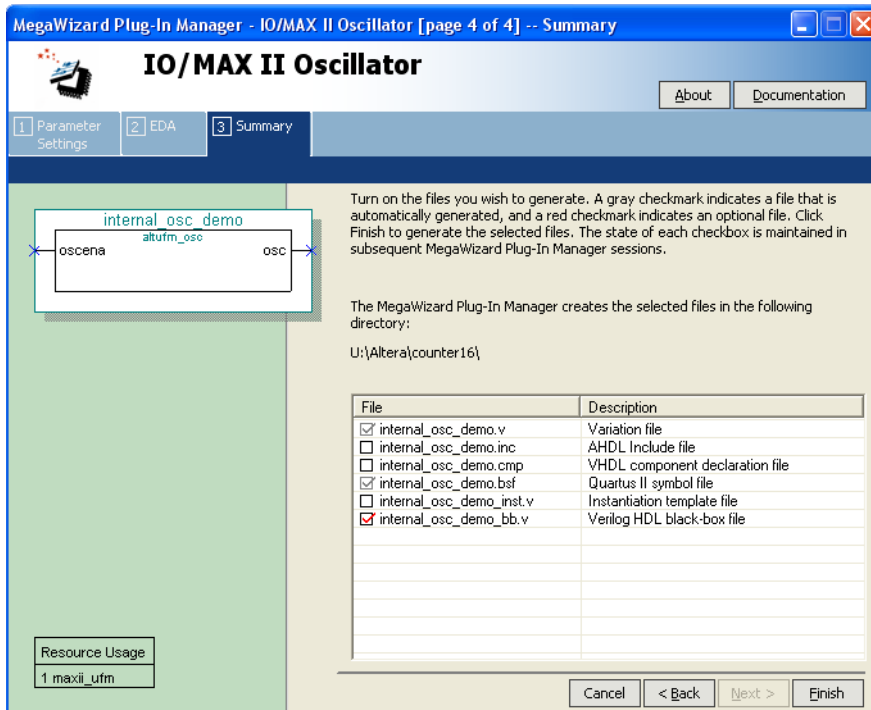 MegaWizard Plug-In Manager - IO/MAX II Oscillator [page 4 of 4] -- Summary
IO/MAX II Oscillator
About
Documentation
1 Parameter Settings
2 EDA
3 Summary
internal_osc_demo
altufm_osc
oscena
osc
Turn on the files you wish to generate. A gray checkmark indicates a file that is
automatically generated, and a red checkmark indicates an optional file. Click
Finish to generate the selected files. The state of each checkbox is maintained in
subsequent MegaWizard Plug-In Manager sessions.
The MegaWizard Plug-In Manager creates the selected files in the following
directory:
U:\Altera\counter16\
File Description
internal_osc_demo.v Variation file
internal_osc_demo.inc AHDL Include file
internal_osc_demo.cmp VHDL component declaration file
internal_osc_demo.bsf Quartus II symbol file
internal_osc_demo_inst.v Instantiation template file
internal_osc_demo_bb.v Verilog HDL black-box file
Resource Usage
1 maxii_ufm
Cancel
< Back
Next >
Finish